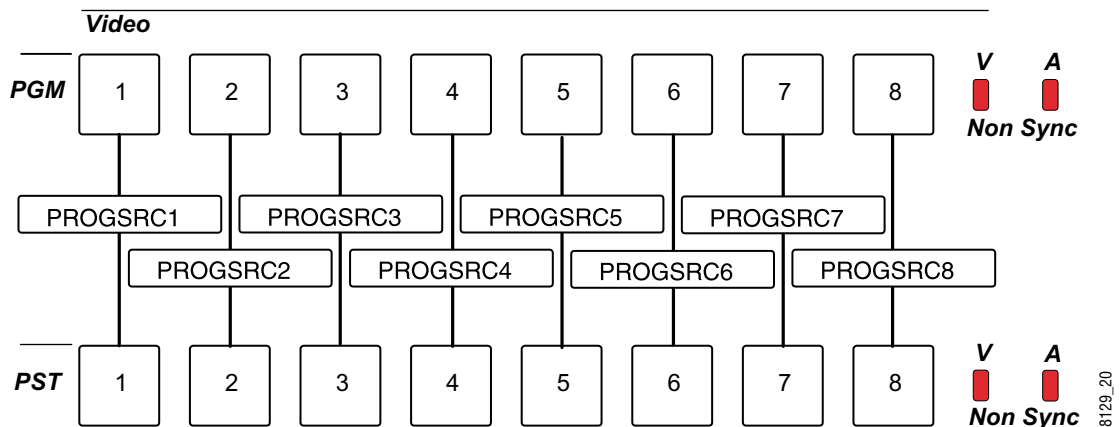 Video
PGM 1 2 3 4 5 6 7 8 V A
Non Sync
PROGSRC1 PROGSRC3 PROGSRC5 PROGSRC7
PROGSRC2 PROGSRC4 PROGSRC6 PROGSRC8
PST 1 2 3 4 5 6 7 8 V A
Non Sync
8129_20